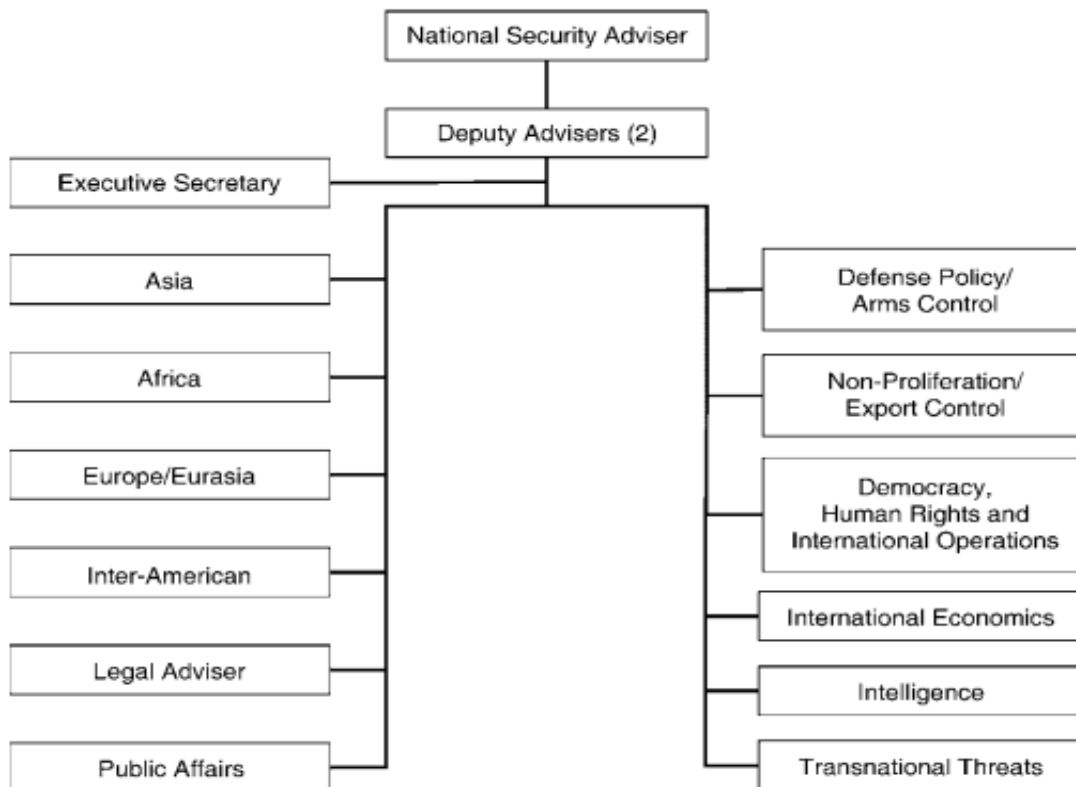 National Security Adviser
Deputy Advisers (2)
Executive Secretary
Asia
Africa
Europe/Eurasia
Inter-American
Legal Adviser
Public Affairs
Defense Policy/
Arms Control
Non-Proliferation/
Export Control
Democracy,
Human Rights and
International Operations
International Economics
Intelligence
Transnational Threats